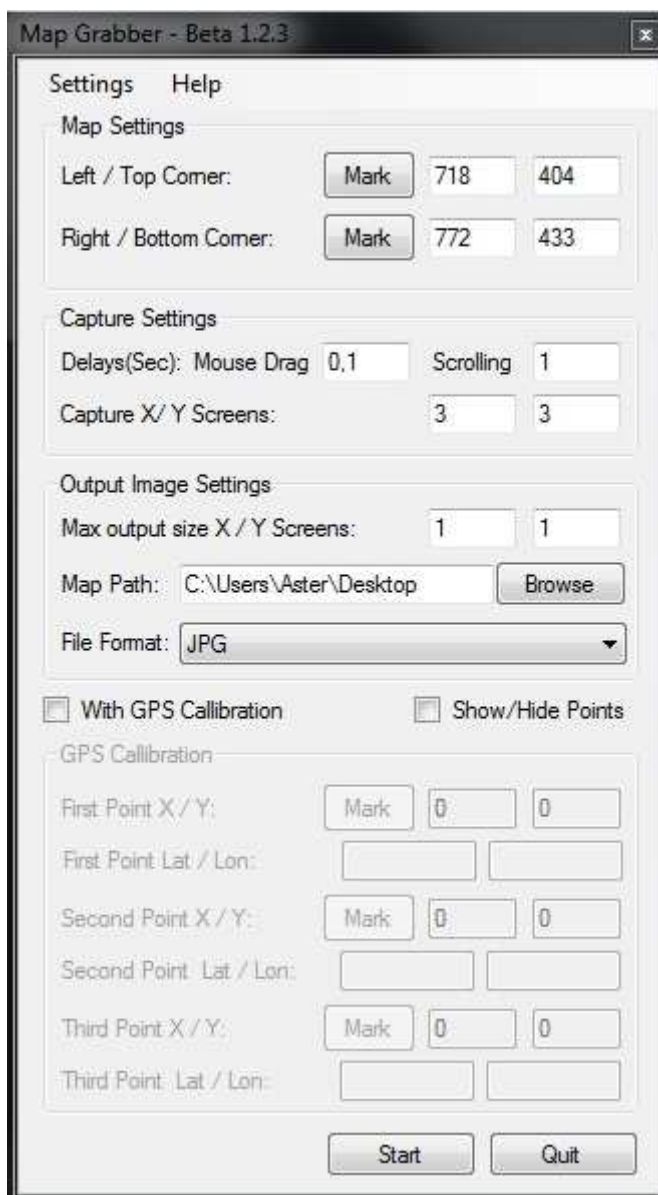 Map Grabber - Beta 1.2.3
Settings Help
Map Settings
Left / Top Corner: Mark 718 404
Right / Bottom Corner: Mark 772 433
Capture Settings
Delays(Sec): Mouse Drag 0,1 Scrolling 1
Capture X/ Y Screens: 3 3
Output Image Settings
Max output size X / Y Screens: 1 1
Map Path: C:\Users\Aster\Desktop Browse
File Format: JPG
With GPS Callibration Show/Hide Points
GPS Callibration
First Point X / Y: Mark 0 0
First Point Lat / Lon:
Second Point X / Y: Mark 0 0
Second Point Lat / Lon:
Third Point X / Y: Mark 0 0
Third Point Lat / Lon:
Start Quit